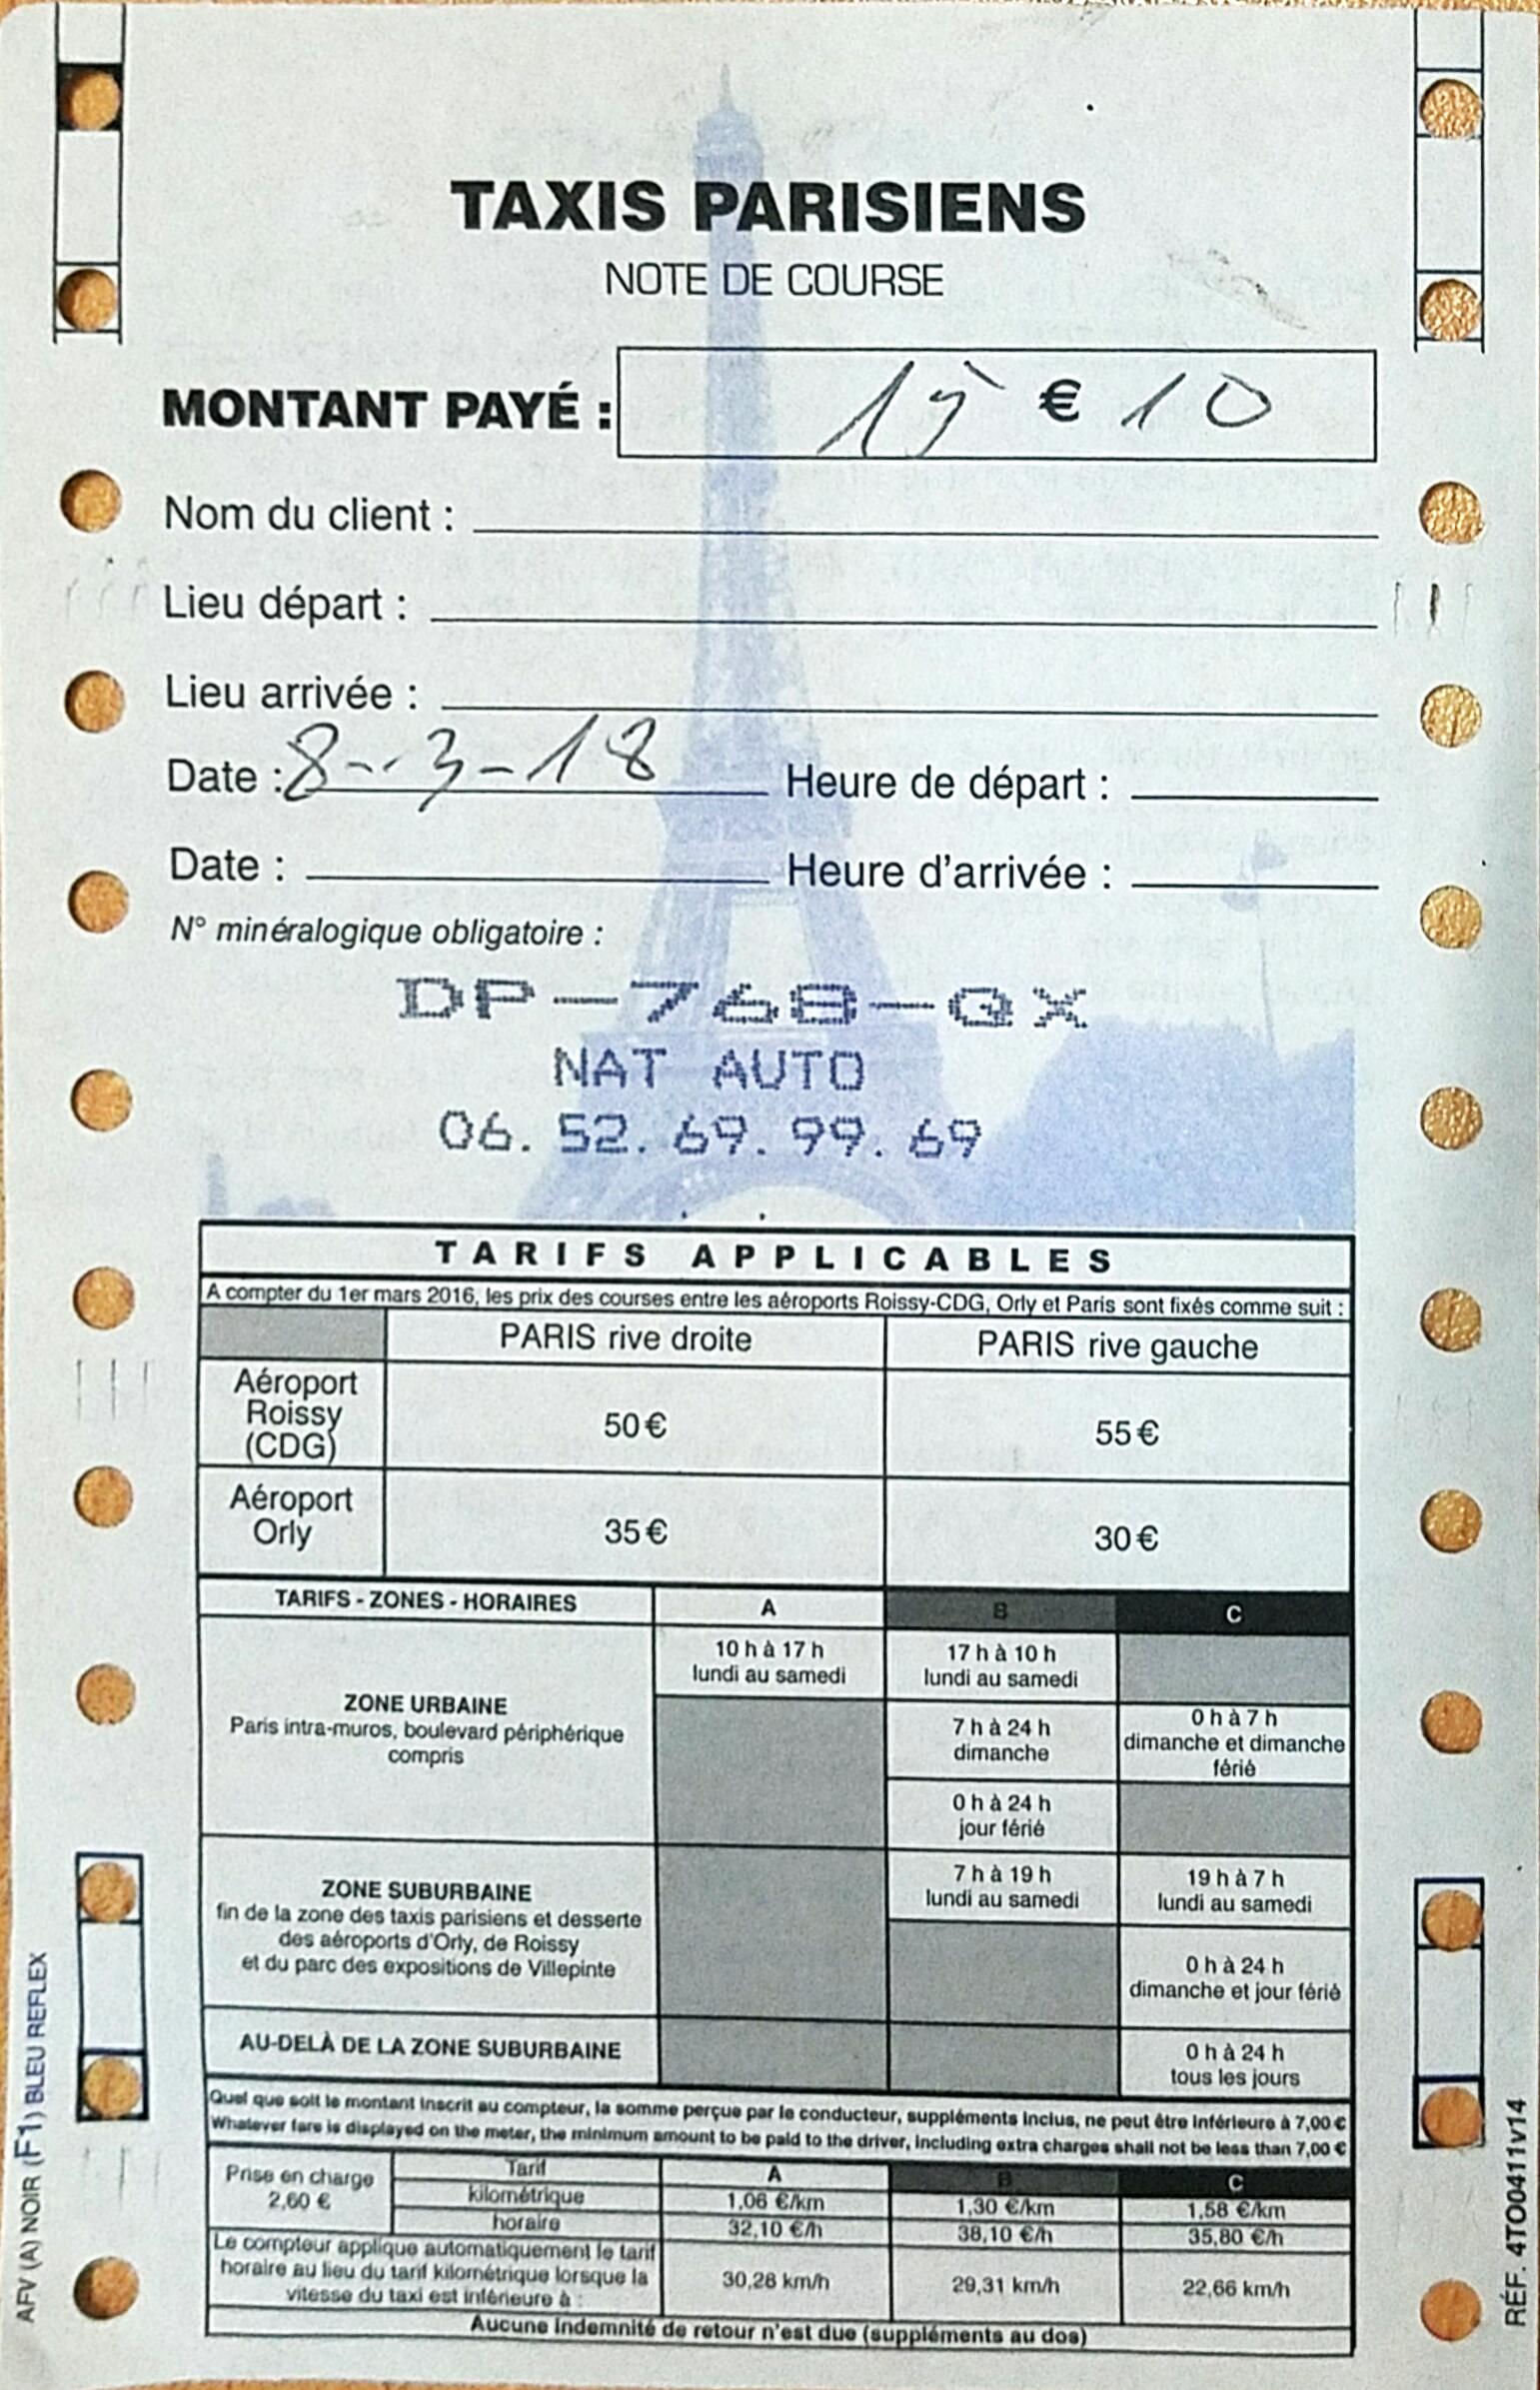 TAXIS PARISIENS
NOTE DE COURSE
MONTANT PAYÉ : € 10
Nom du client :
Lieu départ :
Lieu arrivée :
Date : 8--3-18 Heure de départ :
Date : Heure d'arrivée :
N° minéralogique obligatoire :
DP-768-QX
NAT AUTO
06. 52. 69. 99. 69
TARIFS APPLICABLES
A compter du 1er mars 2016, les prix des courses entre les aéroports Roissy-CDG, Orly et Paris sont fixés comme suit :
PARIS rive droite PARIS rive gauche
Aéroport
Roissy
(CDG)
50 € 55 €
Aéroport
Orly
35 € 30 €
TARIFS - ZONES - HORAIRES A B C
ZONE URBAINE
Paris intra-muros, boulevard périphérique
compris
10 h à 17 h
lundi au samedi
17 h à 10 h
lundi au samedi
7 h à 24 h
dimanche
0 h à 7 h
dimanche et dimanche
férié
0 h à 24 h
jour férié
ZONE SUBURBAINE
fin de la zone des taxis parisiens et desserte
des aéroports d'Orly, de Roissy
et du parc des expositions de Villepinte
7 h à 19 h
lundi au samedi
19 h à 7 h
lundi au samedi
0 h à 24 h
dimanche et jour férié
AU-DELÀ DE LA ZONE SUBURBAINE
0 h à 24 h
tous les jours
Quel que soit le montant inscrit au compteur, la somme perçue par le conducteur, suppléments inclus, ne peut être inférieure à 7,00 €
Whatever fare is displayed on the meter, the minimum amount to be paid to the driver, including extra charges shall not be less than 7,00 €
Prise en charge
2,60 €
Tarif A B C
kilométrique 1,06 €/km 1,30 €/km 1,58 €/km
horaire 32,10 €/h 38,10 €/h 35,80 €/h
Le compteur applique automatiquement le tarif
horaire au lieu du tarif kilométrique lorsque la
vitesse du taxi est inférieure à :
30,28 km/h 29,31 km/h 22,66 km/h
Aucune indemnité de retour n'est due (suppléments au dos)
AFV (A) NOIR (F1) BLEU REFLEX
RÉF. 4TO0411v14